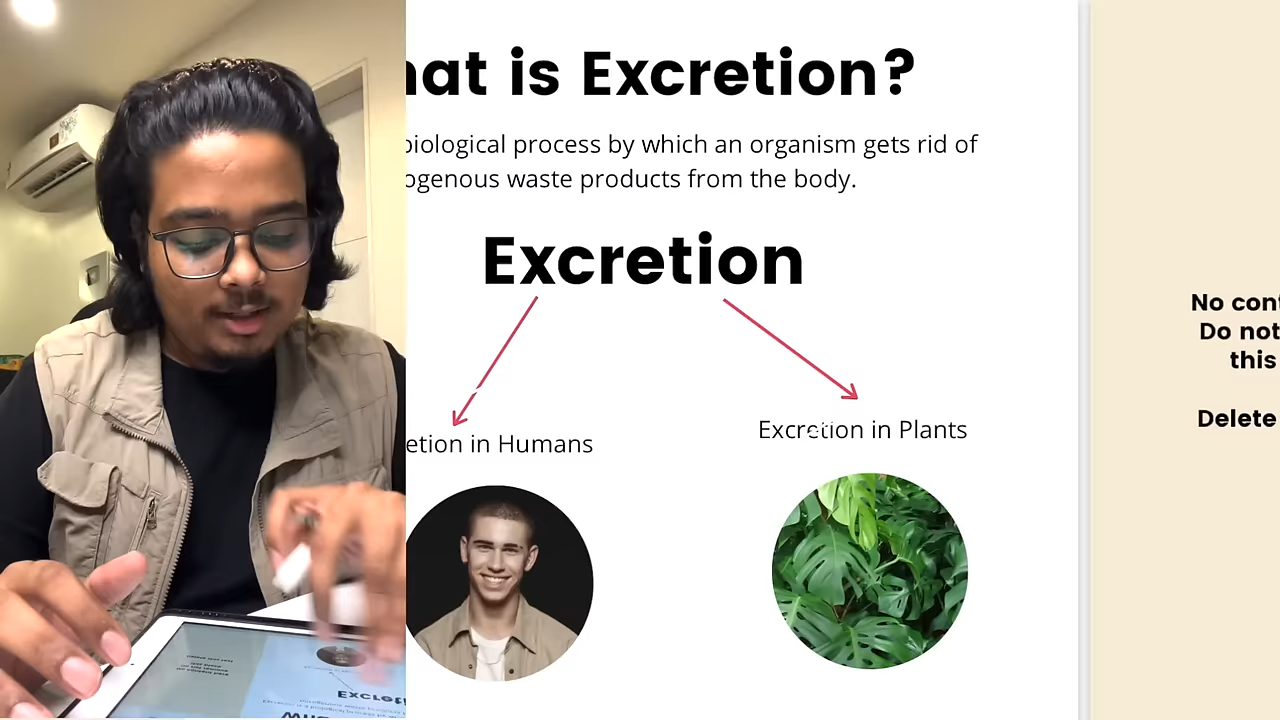 hat is Excretion?
biological process by which an organism gets rid of
ogenous waste products from the body.
Excretion
etion in Humans
Excretion in Plants
No cont
Do not
this
Delete